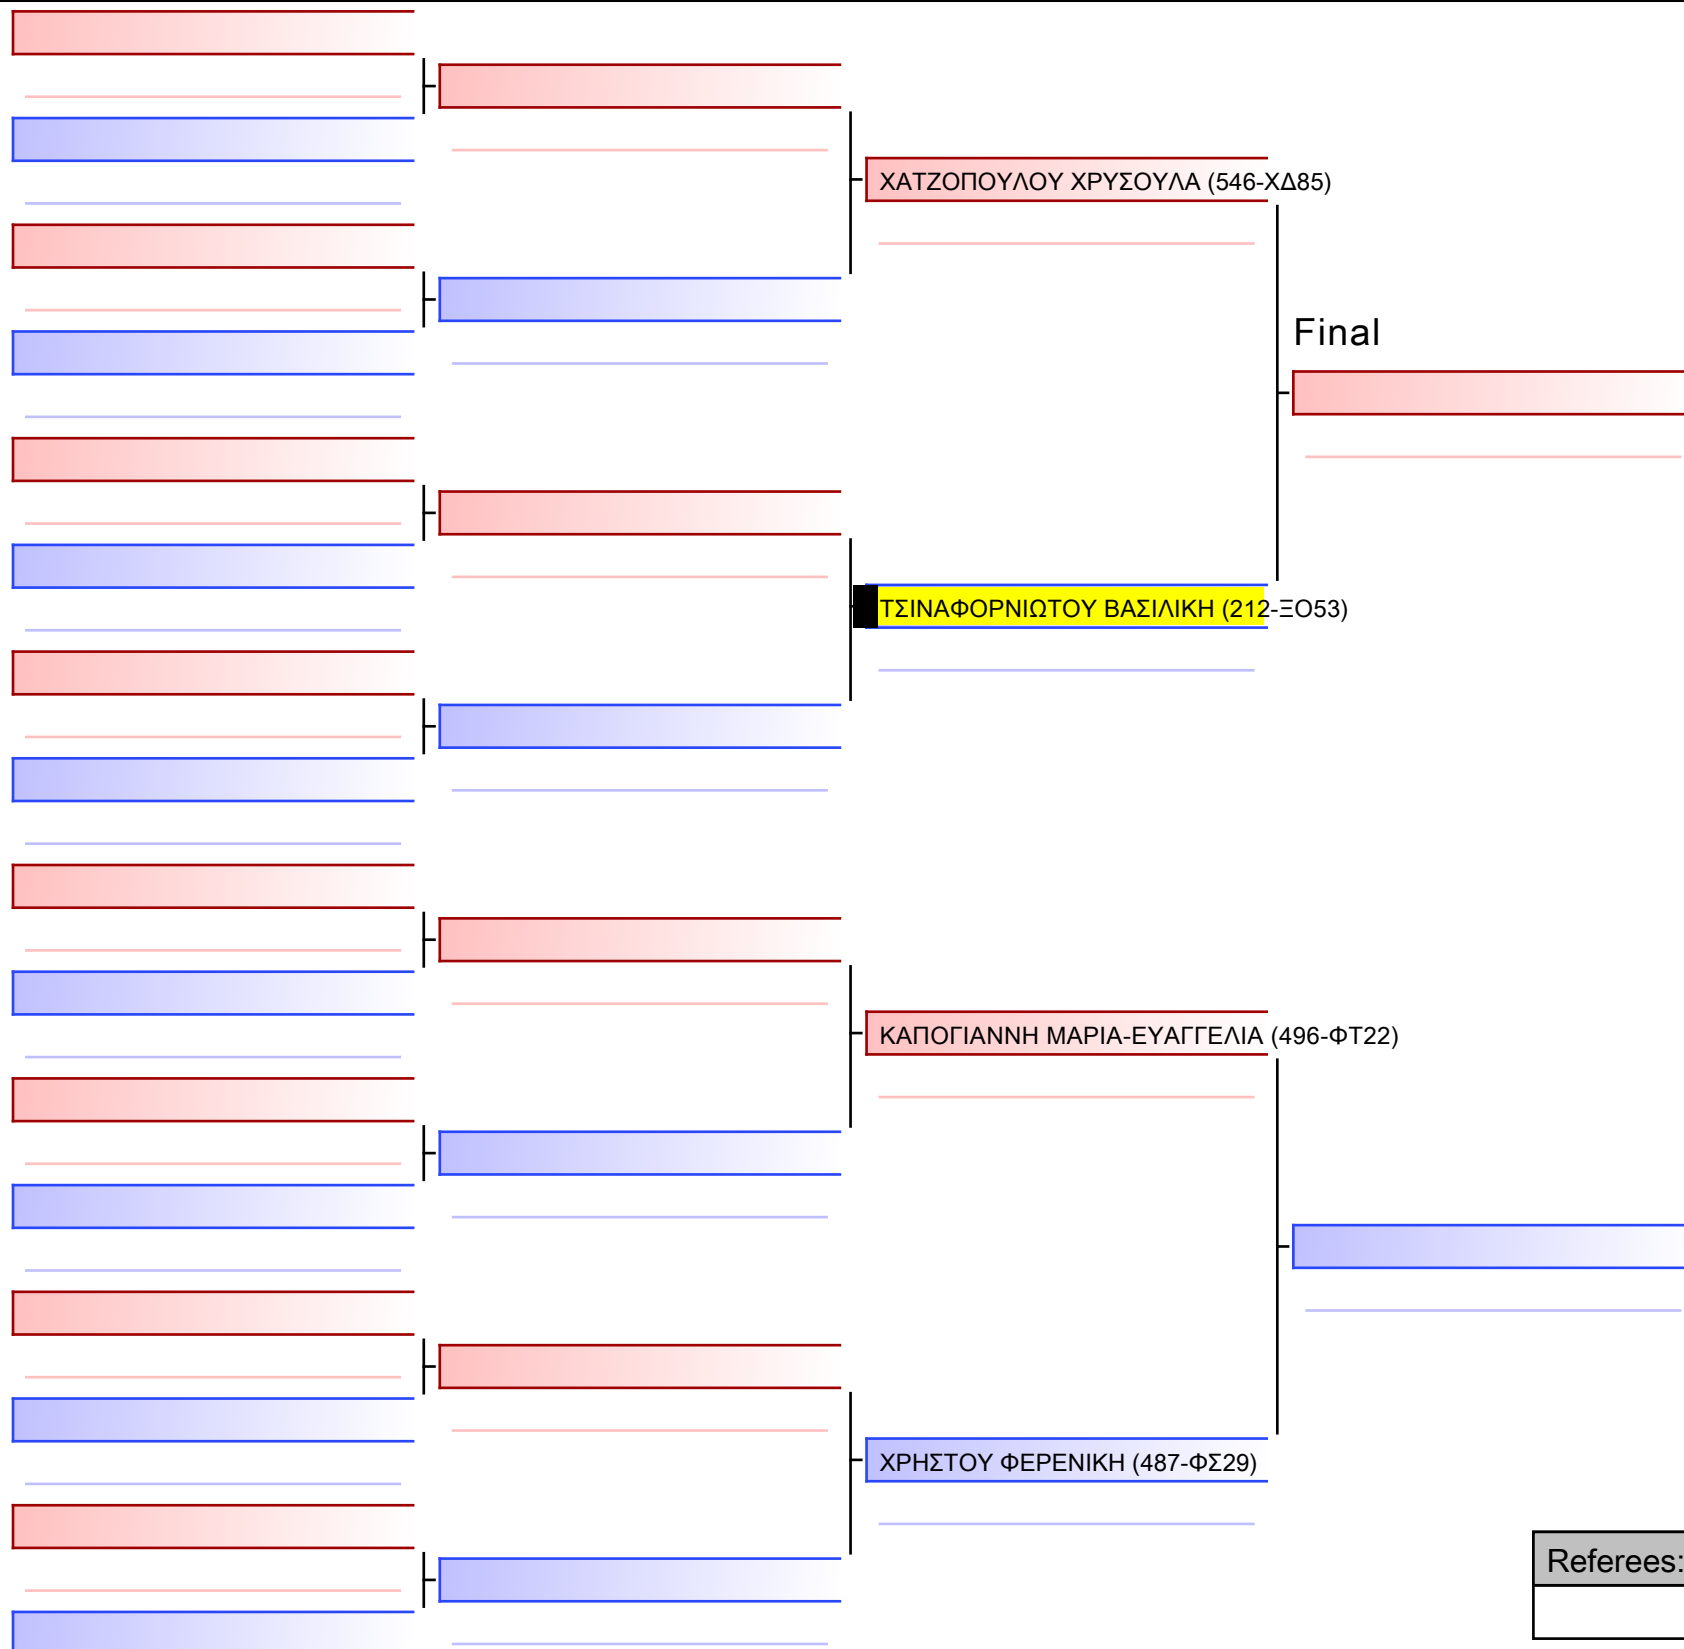 ΧΑΤΖΟΠΟΥΛΟΥ ΧΡΥΣΟΥΛΑ (546-ΧΔ85)
Final
ΤΣΙΝΑΦΟΡΝΙΩΤΟΥ ΒΑΣΙΛΙΚΗ (212-ΞΟ53)
ΚΑΠΟΓΙΑΝΝΗ ΜΑΡΙΑ-ΕΥΑΓΓΕΛΙΑ (496-ΦΤ22)
ΧΡΗΣΤΟΥ ΦΕΡΕΝΙΚΗ (487-ΦΣ29)
Referees: